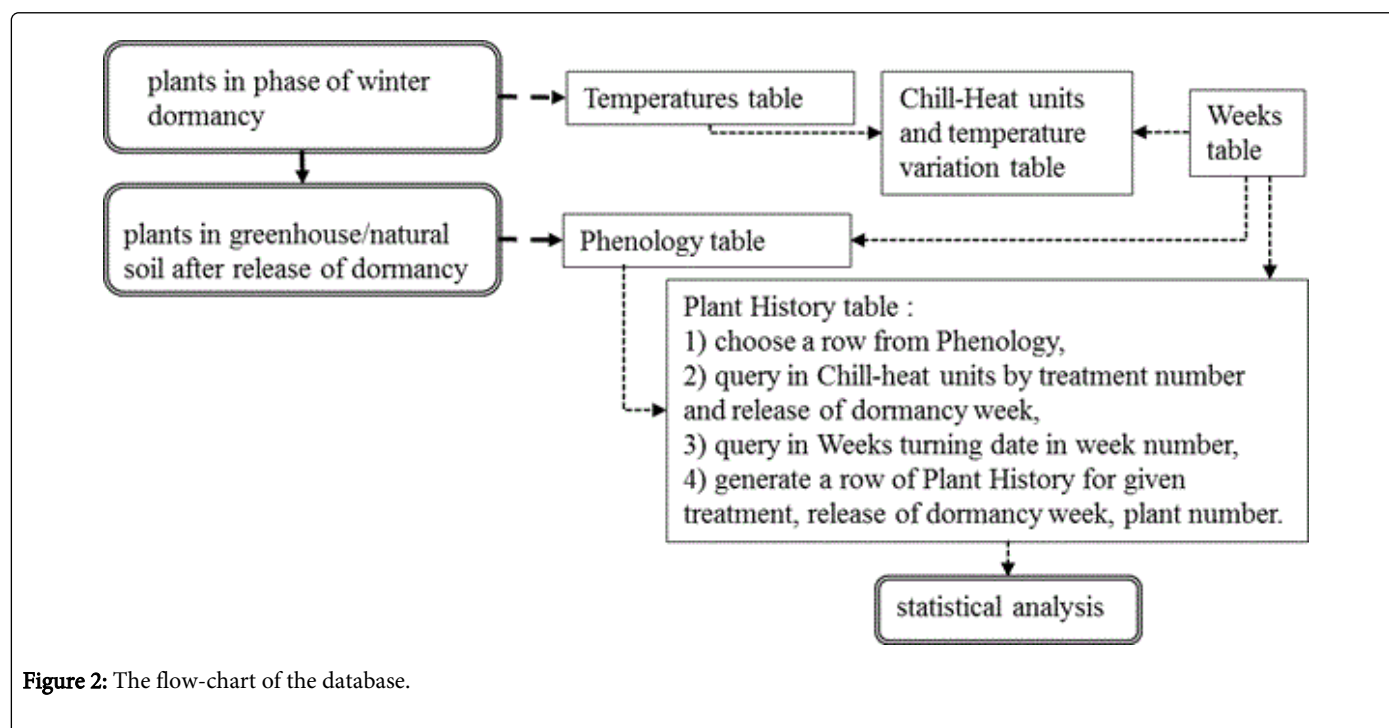 plants in phase of winter
dormancy
Temperatures table
Chill-Heat units
and temperature
variation table
Weeks
table
plants in greenhouse/natural
soil after release of dormancy
Phenology table
Plant History table :
1) choose a row from Phenology,
2) query in Chill-heat units by treatment number
and release of dormancy week,
3) query in Weeks turning date in week number,
4) generate a row of Plant History for given
treatment, release of dormancy week, plant number.
statistical analysis
Figure 2: The flow-chart of the database.